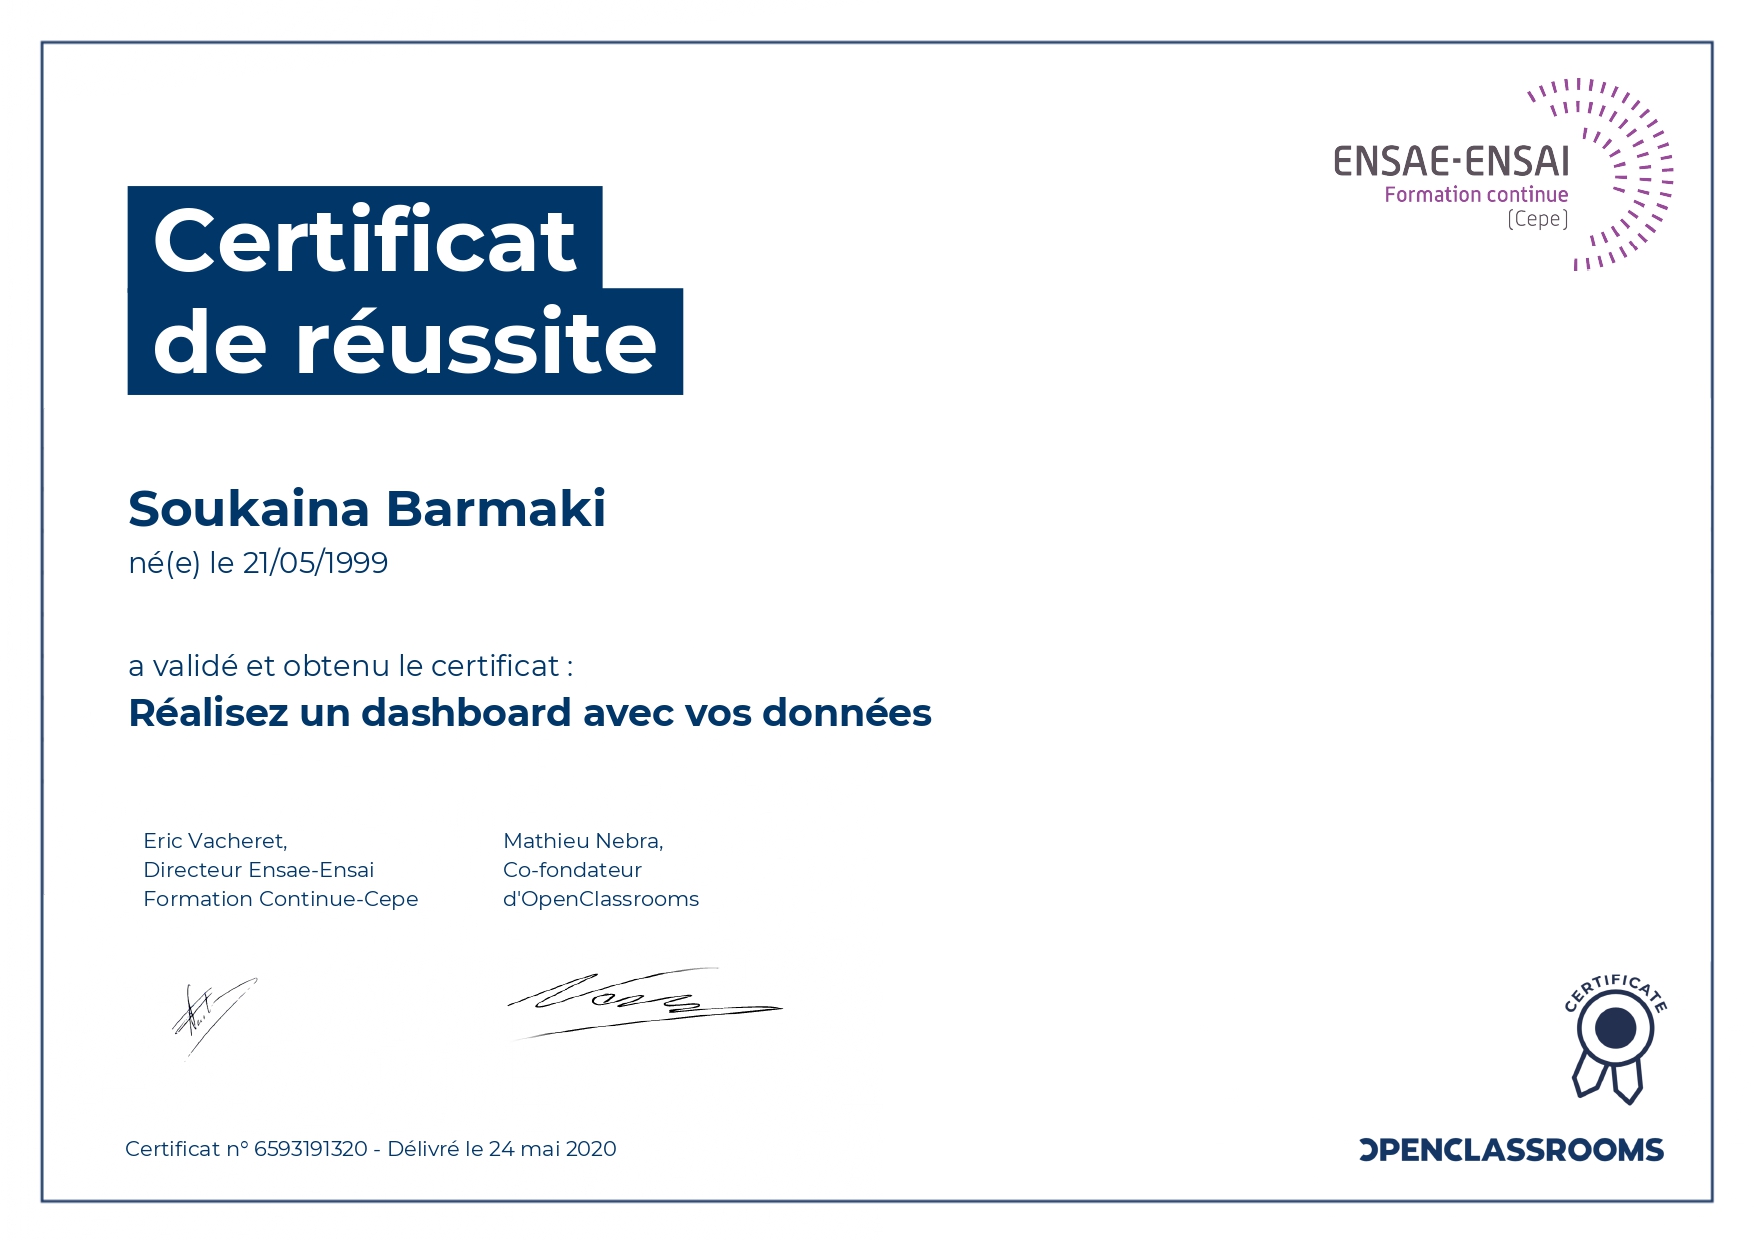 ENSAE-ENSAI
Formation continue
(Cepe)
Certificat
de réussite
Soukaina Barmaki
né(e) le 21/05/1999
a validé et obtenu le certificat :
Réalisez un dashboard avec vos données
Eric Vacheret,
Directeur Ensae-Ensai
Formation Continue-Cepe
Mathieu Nebra,
Co-fondateur
d'OpenClassrooms
CERTIFICATE
Certificat n° 6593191320 - Délivré le 24 mai 2020
OPENCLASSROOMS